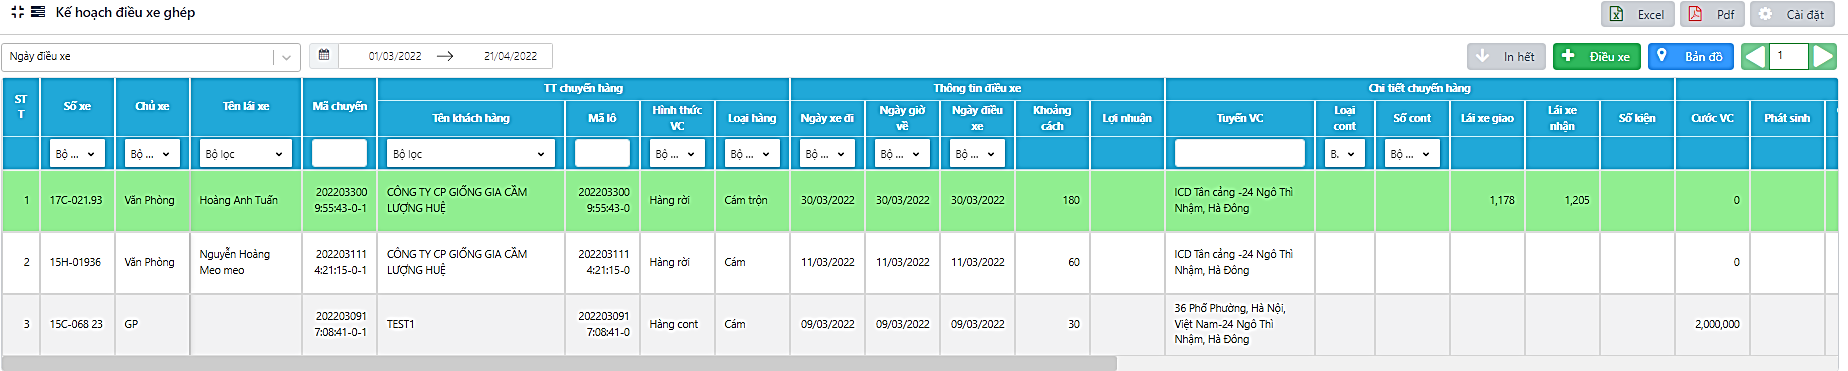 Kế hoạch điều xe ghép
Excel
Pdf
Cài đặt
Ngày điều xe
01/03/2022
21/04/2022
In hết
Điều xe
Bản đồ
1
TT chuyến hàng
Thông tin điều xe
Chi tiết chuyến hàng
ST
T
Số xe
Chủ xe
Tên lái xe
Mã chuyến
Tên khách hàng
Mã lô
Hình thức
VC
Loại hàng
Ngày xe đi
Ngày giờ
về
Ngày điều
xe
Khoảng
cách
Lợi nhuận
Tuyến VC
Loại
cont
Số cont
Lái xe giao
Lái xe
nhận
Số kiện
Cước VC
Phát sinh
Bộ ...
Bộ ...
Bộ lọc
Bộ lọc
Bộ ...
Bộ ...
Bộ ...
Bộ ...
Bộ ...
B.
Bộ ...
1
17C-021.93
Văn Phòng
Hoàng Anh Tuấn
202203300
9:55:43-0-1
CÔNG TY CP GIỐNG GIA CẦM
LƯỢNG HUỆ
202203300
9:55:43-0
Hàng rời
Cám trộn
30/03/2022
30/03/2022
30/03/2022
180
ICD Tân cảng -24 Ngô Thì
Nhậm, Hà Đông
1,178
1,205
0
2
15H-01936
Văn Phòng
Nguyễn Hoàng
Meo meo
202203111
4:21:15-0-1
CÔNG TY CP GIỐNG GIA CẦM
LƯỢNG HUỆ
202203111
4:21:15-0
Hàng rời
Cám
11/03/2022
11/03/2022
11/03/2022
60
ICD Tân cảng -24 Ngô Thì
Nhậm, Hà Đông
0
3
15C-068 23
GP
202203091
7:08:41-0-1
TEST1
202203091
7:08:41-0
Hàng cont
Cám
09/03/2022
09/03/2022
09/03/2022
30
36 Phố Phường, Hà Nội,
Việt Nam-24 Ngô Thì
Nhậm, Hà Đông
2,000,000